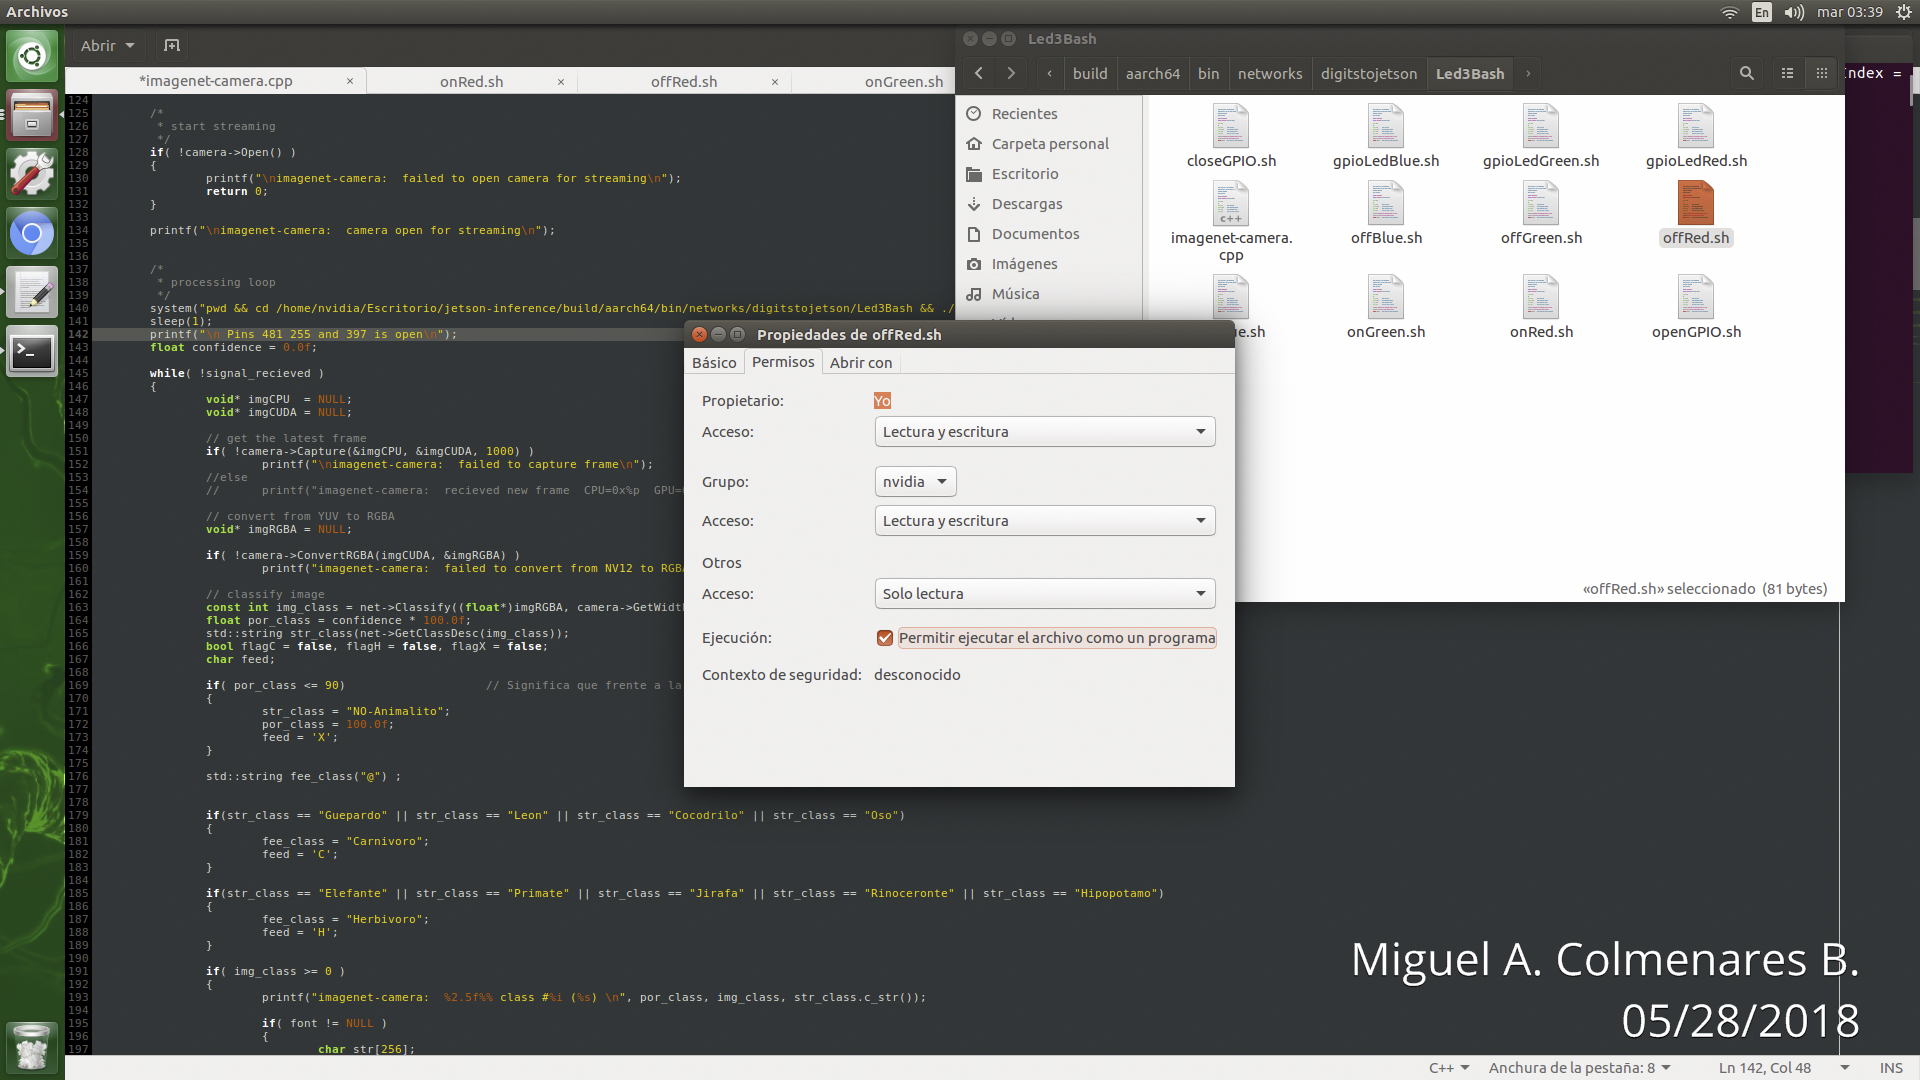 Archivos
En
mar 03:39
Abrir
*imagenet-camera.cpp × onRed.sh × offRed.sh × onGreen.sh
124
125 /*
126 * start streaming
127 */
128 if( !camera->Open() )
129 {
130 printf("\nimagenet-camera:  failed to open camera for streaming\n");
131 return 0;
132 }
133
134 printf("\nimagenet-camera:  camera open for streaming\n");
135
136
137 /*
138 * processing loop
139 */
140 system("pwd && cd /home/nvidia/Escritorio/jetson-inference/build/aarch64/bin/networks/digitstojetson/Led3Bash && ./
141 sleep(1);
142 printf("\n Pins 481 255 and 397 is open\n");
143 float confidence = 0.0f;
144
145 while( !signal_recieved )
146 {
147 void* imgCPU  = NULL;
148 void* imgCUDA = NULL;
149
150 // get the latest frame
151 if( !camera->Capture(&imgCPU, &imgCUDA, 1000) )
152 printf("\nimagenet-camera:  failed to capture frame\n");
153 //else
154 //      printf("imagenet-camera:  recieved new frame  CPU=0x%p  GPU=
155
156 // convert from YUV to RGBA
157 void* imgRGBA = NULL;
158
159 if( !camera->ConvertRGBA(imgCUDA, &imgRGBA) )
160 printf("imagenet-camera:  failed to convert from NV12 to RGBA
161
162 // classify image
163 const int img_class = net->Classify((float*)imgRGBA, camera->GetWidth
164 float por_class = confidence * 100.0f;
165 std::string str_class(net->GetClassDesc(img_class));
166 bool flagC = false, flagH = false, flagX = false;
167 char feed;
168
169 if( por_class <= 90) // Significa que frente a la
170 {
171 str_class = "NO-Animalito";
172 por_class = 100.0f;
173 feed = 'X';
174 }
175
176 std::string fee_class("@") ;
177
178
179 if(str_class == "Guepardo" || str_class == "Leon" || str_class == "Cocodrilo" || str_class == "Oso")
180 {
181 fee_class = "Carnivoro";
182 feed = 'C';
183 }
184
185 if(str_class == "Elefante" || str_class == "Primate" || str_class == "Jirafa" || str_class == "Rinoceronte" || str_class == "Hipopotamo")
186 {
187 fee_class = "Herbivoro";
188 feed = 'H';
189 }
190
191 if( img_class >= 0 )
192 {
193 printf("imagenet-camera:  %2.5f%% class #%i (%s) \n", por_class, img_class, str_class.c_str());
194
195 if( font != NULL )
196 {
197 char str[256];
Led3Bash
build aarch64 bin networks digitstojetson Led3Bash
Index =
Recientes
Carpeta personal
Escritorio
Descargas
Documentos
Imágenes
Música
closeGPIO.sh gpioLedBlue.sh gpioLedGreen.sh gpioLedRed.sh
imagenet-camera.cpp offBlue.sh offGreen.sh offRed.sh
ue.sh onGreen.sh onRed.sh openGPIO.sh
«offRed.sh» seleccionado (81 bytes)
Propiedades de offRed.sh
Básico Permisos Abrir con
Propietario: Yo
Acceso: Lectura y escritura
Grupo: nvidia
Acceso: Lectura y escritura
Otros
Acceso: Solo lectura
Ejecución: Permitir ejecutar el archivo como un programa
Contexto de seguridad: desconocido
Miguel A. Colmenares B.
05/28/2018
C++ Anchura de la pestaña: 8 Ln 142, Col 48 INS